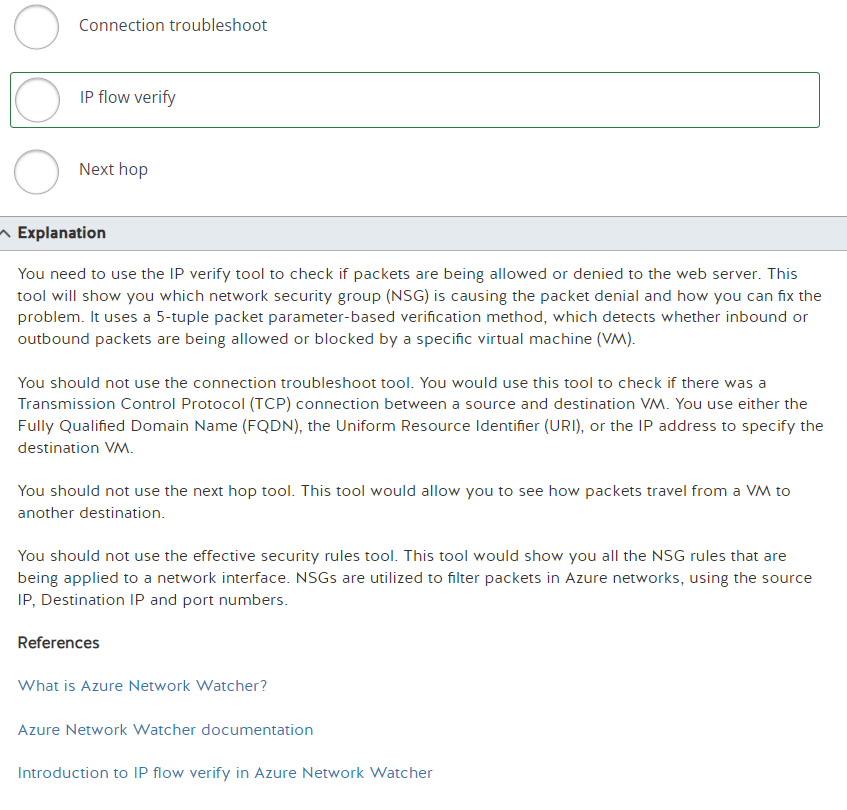 Connection troubleshoot
IP flow verify
Next hop
Explanation
You need to use the IP verify tool to check if packets are being allowed or denied to the web server. This
tool will show you which network security group (NSG) is causing the packet denial and how you can fix the
problem. It uses a 5-tuple packet parameter-based verification method, which detects whether inbound or
outbound packets are being allowed or blocked by a specific virtual machine (VM).
You should not use the connection troubleshoot tool. You would use this tool to check if there was a
Transmission Control Protocol (TCP) connection between a source and destination VM. You use either the
Fully Qualified Domain Name (FQDN), the Uniform Resource Identifier (URI), or the IP address to specify the
destination VM.
You should not use the next hop tool. This tool would allow you to see how packets travel from a VM to
another destination.
You should not use the effective security rules tool. This tool would show you all the NSG rules that are
being applied to a network interface. NSGs are utilized to filter packets in Azure networks, using the source
IP, Destination IP and port numbers.
References
What is Azure Network Watcher?
Azure Network Watcher documentation
Introduction to IP flow verify in Azure Network Watcher